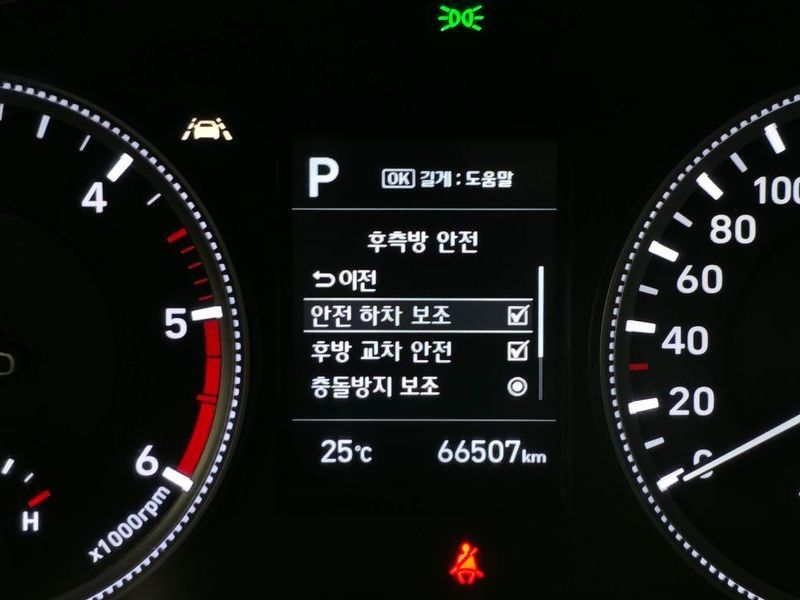 P
OK 길게 : 도움말
후측방 안전
이전
안전 하차 보조
후방 교차 안전
충돌방지 보조
25℃ 66507km
4
5
6
x1000rpm
H
100
80
60
40
20
0